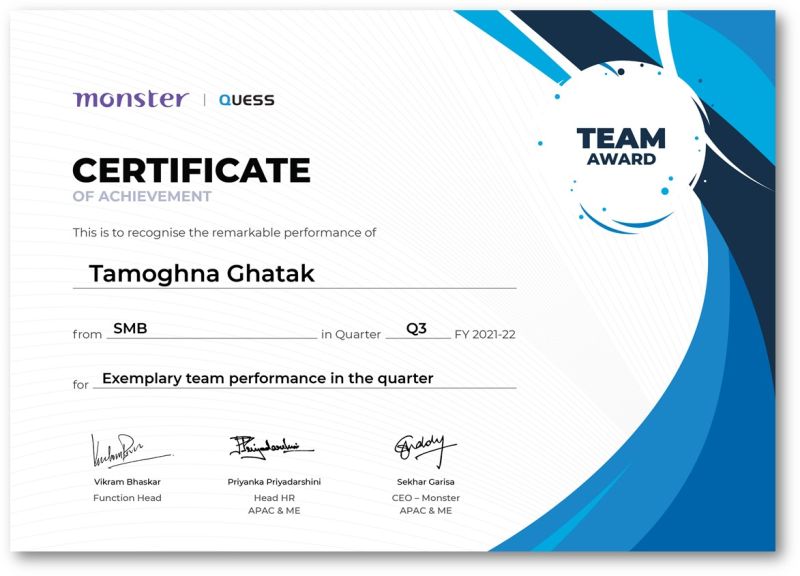 monster | QUESS
TEAM
AWARD
CERTIFICATE
OF ACHIEVEMENT
This is to recognise the remarkable performance of
Tamoghna Ghatak
from SMB in Quarter Q3 FY 2021-22
for Exemplary team performance in the quarter
Vikram Bhaskar
Function Head
Priyanka Priyadarshini
Head HR
APAC & ME
Sekhar Garisa
CEO – Monster
APAC & ME